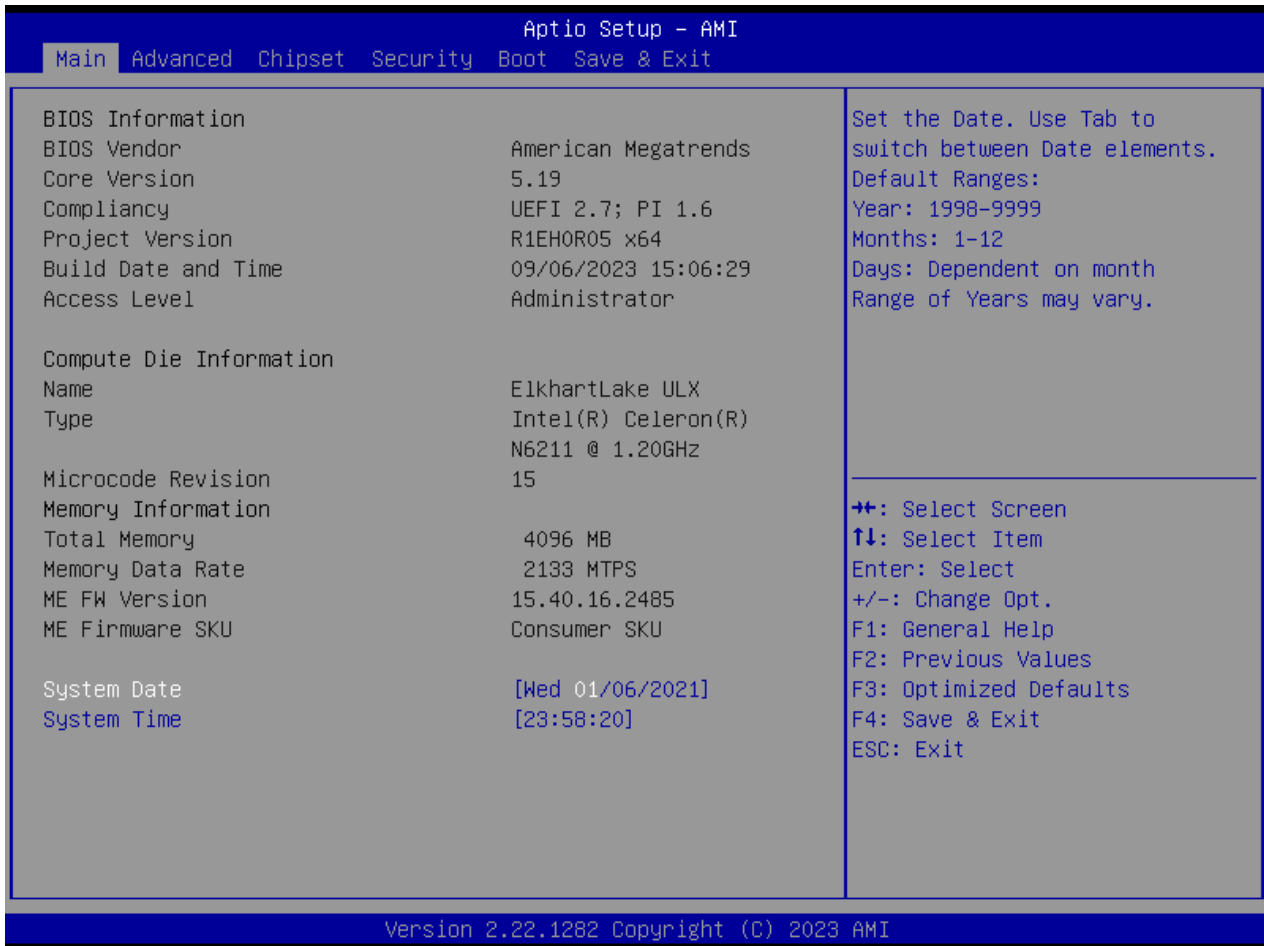 Aptio Setup - AMI
Main Advanced Chipset Security Boot Save & Exit
BIOS Information
BIOS Vendor American Megatrends
Core Version 5.19
Compliancy UEFI 2.7; PI 1.6
Project Version R1EH0R05 x64
Build Date and Time 09/06/2023 15:06:29
Access Level Administrator
Compute Die Information
Name ElkhartLake ULX
Type Intel(R) Celeron(R)
N6211 @ 1.20GHz
Microcode Revision 15
Memory Information
Total Memory 4096 MB
Memory Data Rate 2133 MTPS
ME FW Version 15.40.16.2485
ME Firmware SKU Consumer SKU
System Date [Wed 01/06/2021]
System Time [23:58:20]
Set the Date. Use Tab to
switch between Date elements.
Default Ranges:
Year: 1998-9999
Months: 1-12
Days: Dependent on month
Range of Years may vary.
→←: Select Screen
↑↓: Select Item
Enter: Select
+/-: Change Opt.
F1: General Help
F2: Previous Values
F3: Optimized Defaults
F4: Save & Exit
ESC: Exit
Version 2.22.1282 Copyright (C) 2023 AMI